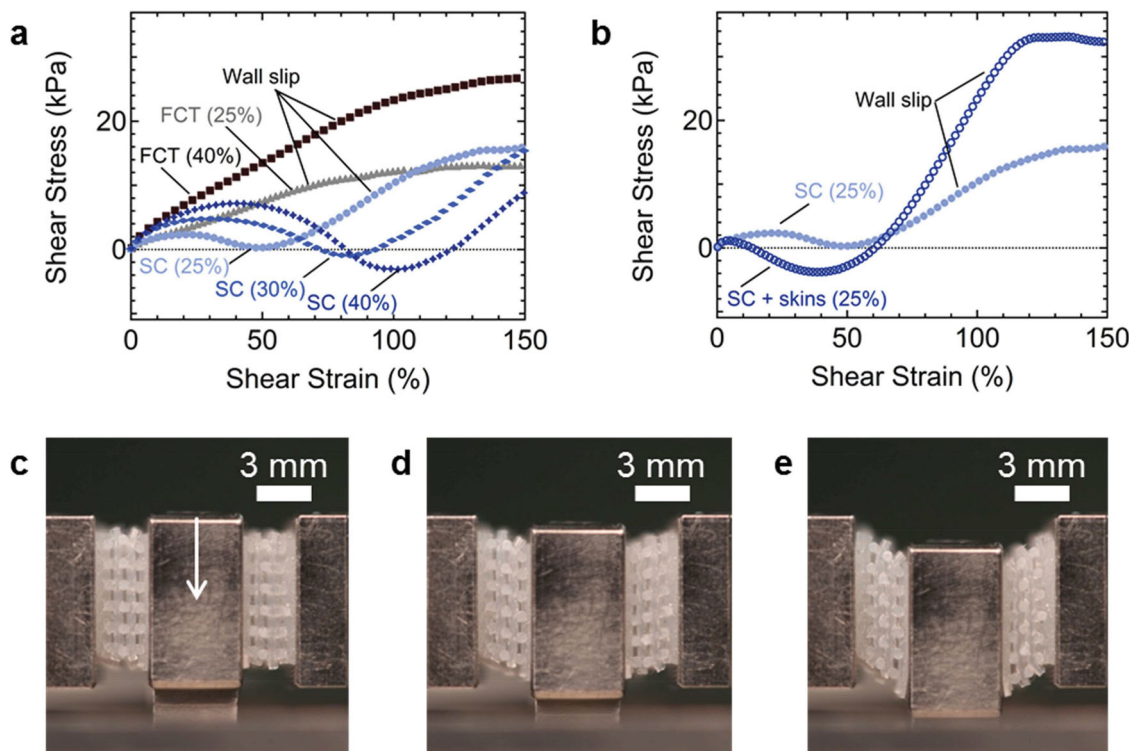 a
Shear Stress (kPa)
20
0
Wall slip
FCT (25%)
FCT (40%)
SC (25%)
SC (30%)
SC (40%)
0
50
100
150
Shear Strain (%)
b
Shear Stress (kPa)
20
0
Wall slip
SC (25%)
SC + skins (25%)
0
50
100
150
Shear Strain (%)
c
3 mm
d
3 mm
e
3 mm